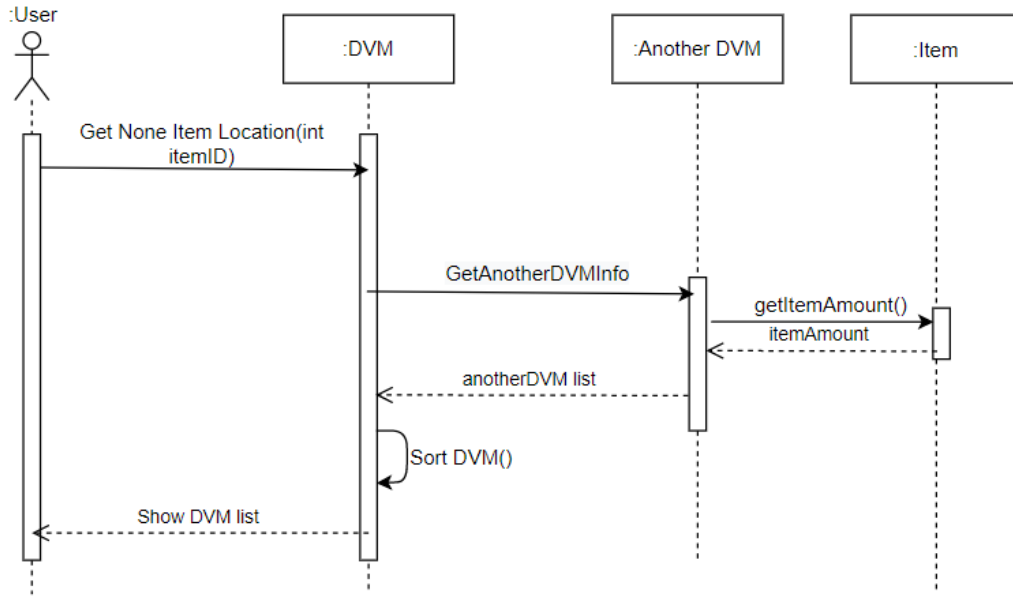 :User
:DVM
:Another DVM
:Item
Get None Item Location(int
itemID)
GetAnotherDVMInfo
getItemAmount()
itemAmount
anotherDVM list
Sort DVM()
Show DVM list